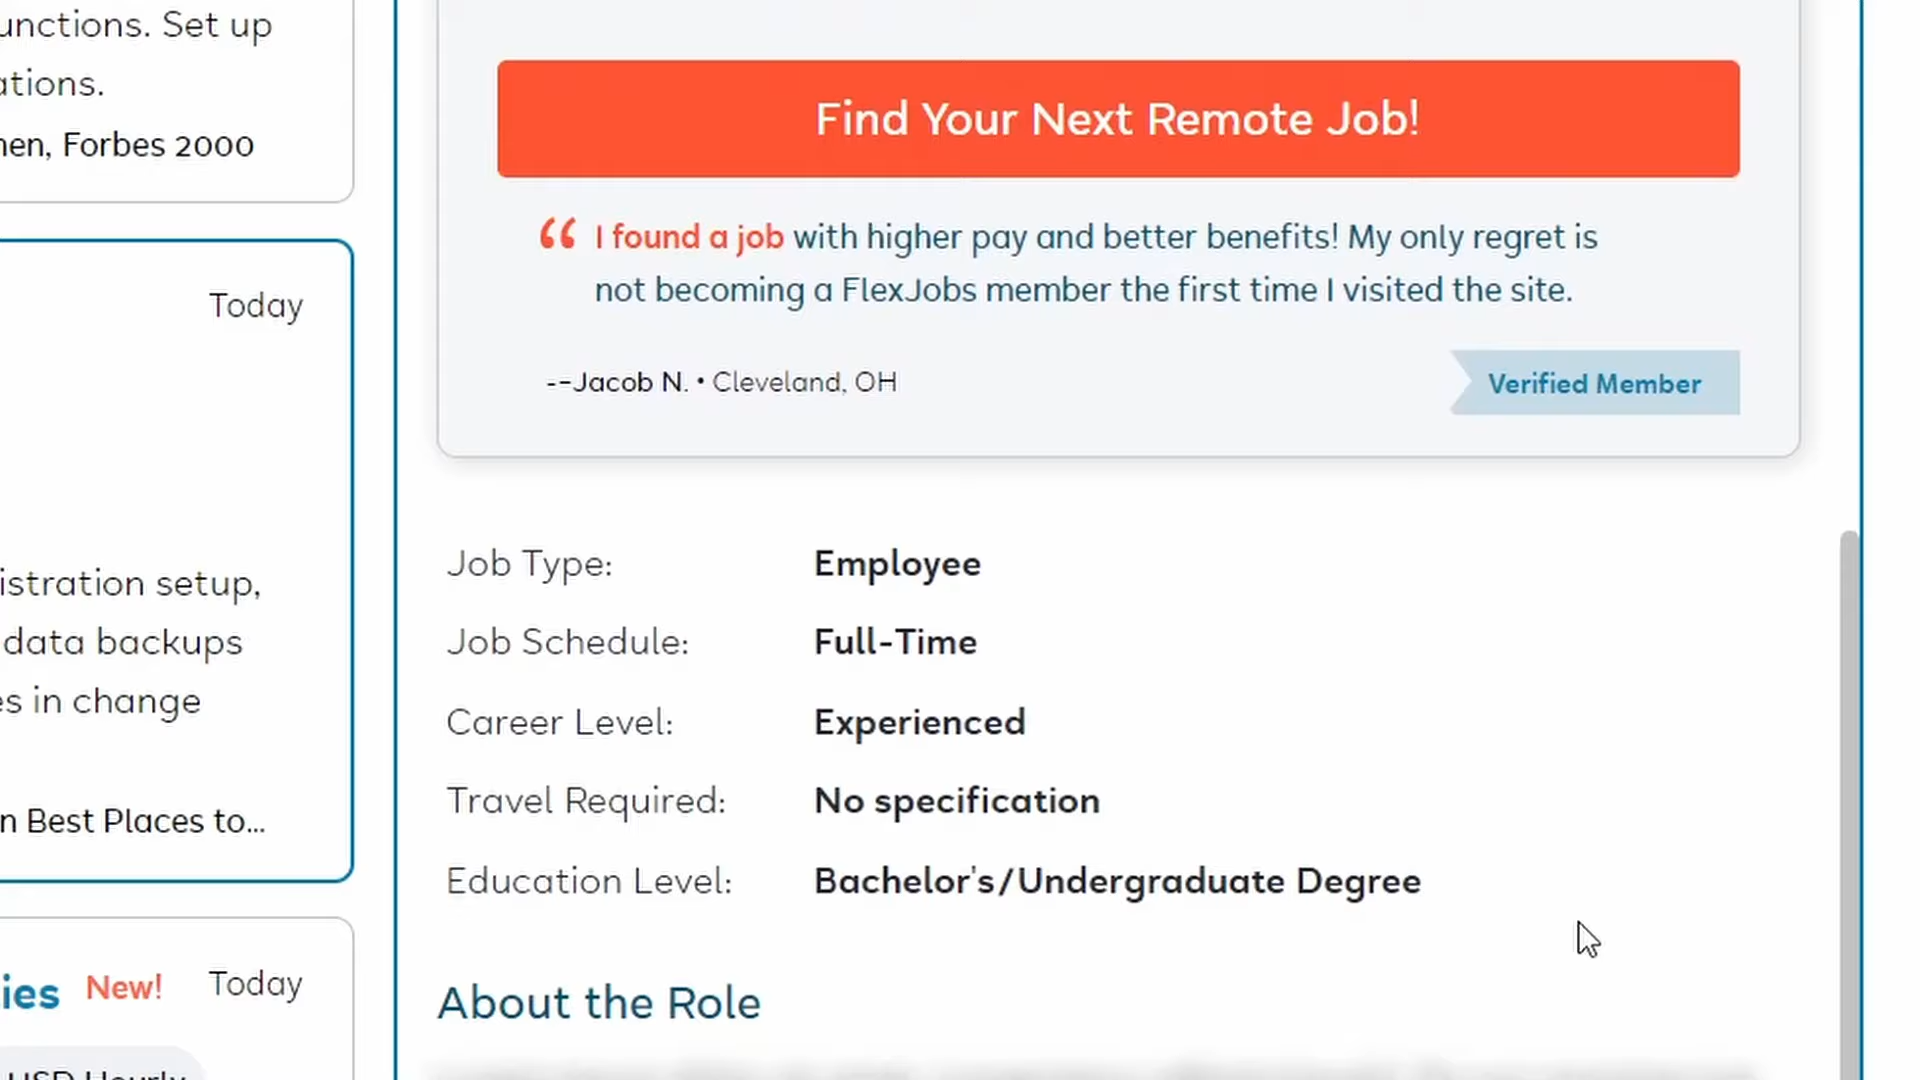 unctions. Set up
ations.
nen, Forbes 2000
Today
istration setup,
data backups
es in change
n Best Places to...
ies New! Today
USD Hourly
Find Your Next Remote Job!
“ I found a job with higher pay and better benefits! My only regret is
not becoming a FlexJobs member the first time I visited the site.
--Jacob N. • Cleveland, OH
Verified Member
Job Type: Employee
Job Schedule: Full-Time
Career Level: Experienced
Travel Required: No specification
Education Level: Bachelor's/Undergraduate Degree
About the Role